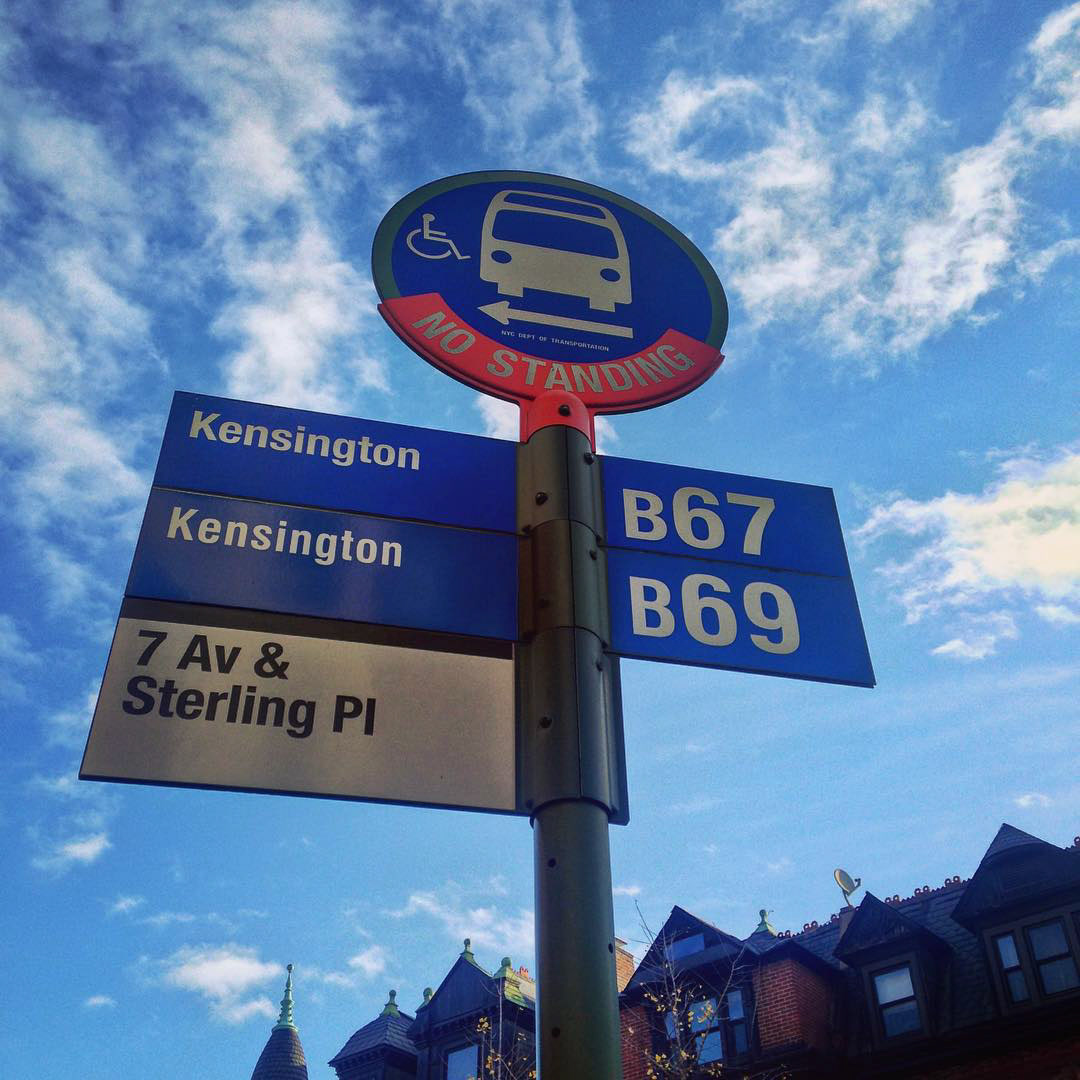 NYC DEPT OF TRANSPORTATION
NO STANDING
Kensington
B67
Kensington
B69
7 Av &
Sterling Pl